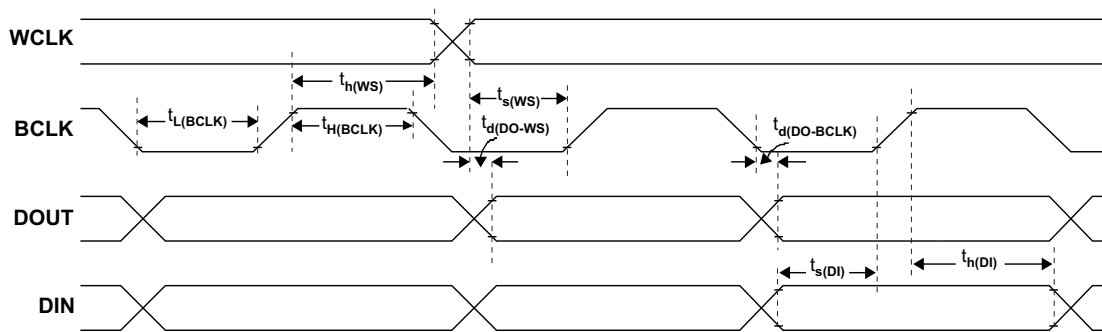 WCLK
th(WS)
ts(WS)
BCLK
tL(BCLK)
tH(BCLK)
td(DO-WS)
td(DO-BCLK)
DOUT
ts(DI)
th(DI)
DIN